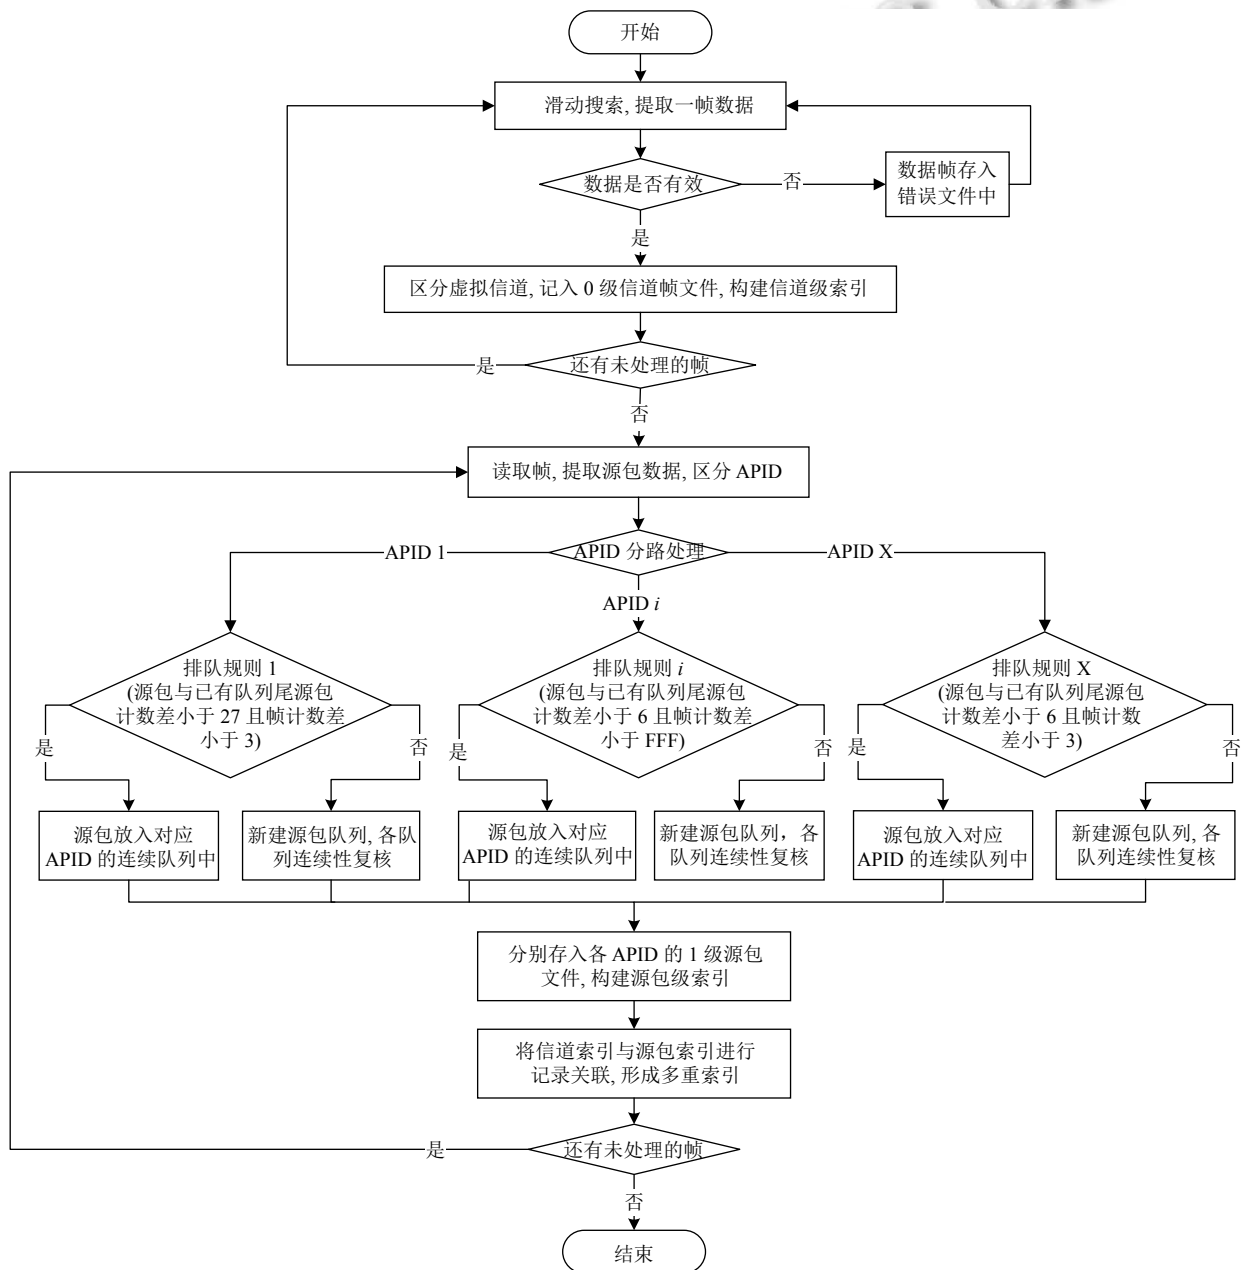 开始
滑动搜索, 提取一帧数据
数据是否有效
否
数据帧存入
错误文件中
是
区分虚拟信道, 记入 0 级信道帧文件, 构建信道级索引
还有未处理的帧
是
否
读取帧, 提取源包数据, 区分 APID
APID 分路处理
APID 1
APID i
APID X
排队规则 1
(源包与已有队列尾源包
计数差小于 27 且帧计数差
小于 3)
是
否
排队规则 i
(源包与已有队列尾源包
计数差小于 6 且帧计数差
小于 FFF)
是
否
排队规则 X
(源包与已有队列尾源包
计数差小于 6 且帧计数
差小于 3)
是
否
源包放入对应
APID 的连续队列中
新建源包队列, 各队
列连续性复核
源包放入对应
APID 的连续队列中
新建源包队列，各
队列连续性复核
源包放入对应
APID 的连续队列中
新建源包队列, 各
队列连续性复核
分别存入各 APID 的 1 级源包
文件, 构建源包级索引
将信道索引与源包索引进行
记录关联, 形成多重索引
还有未处理的帧
是
否
结束